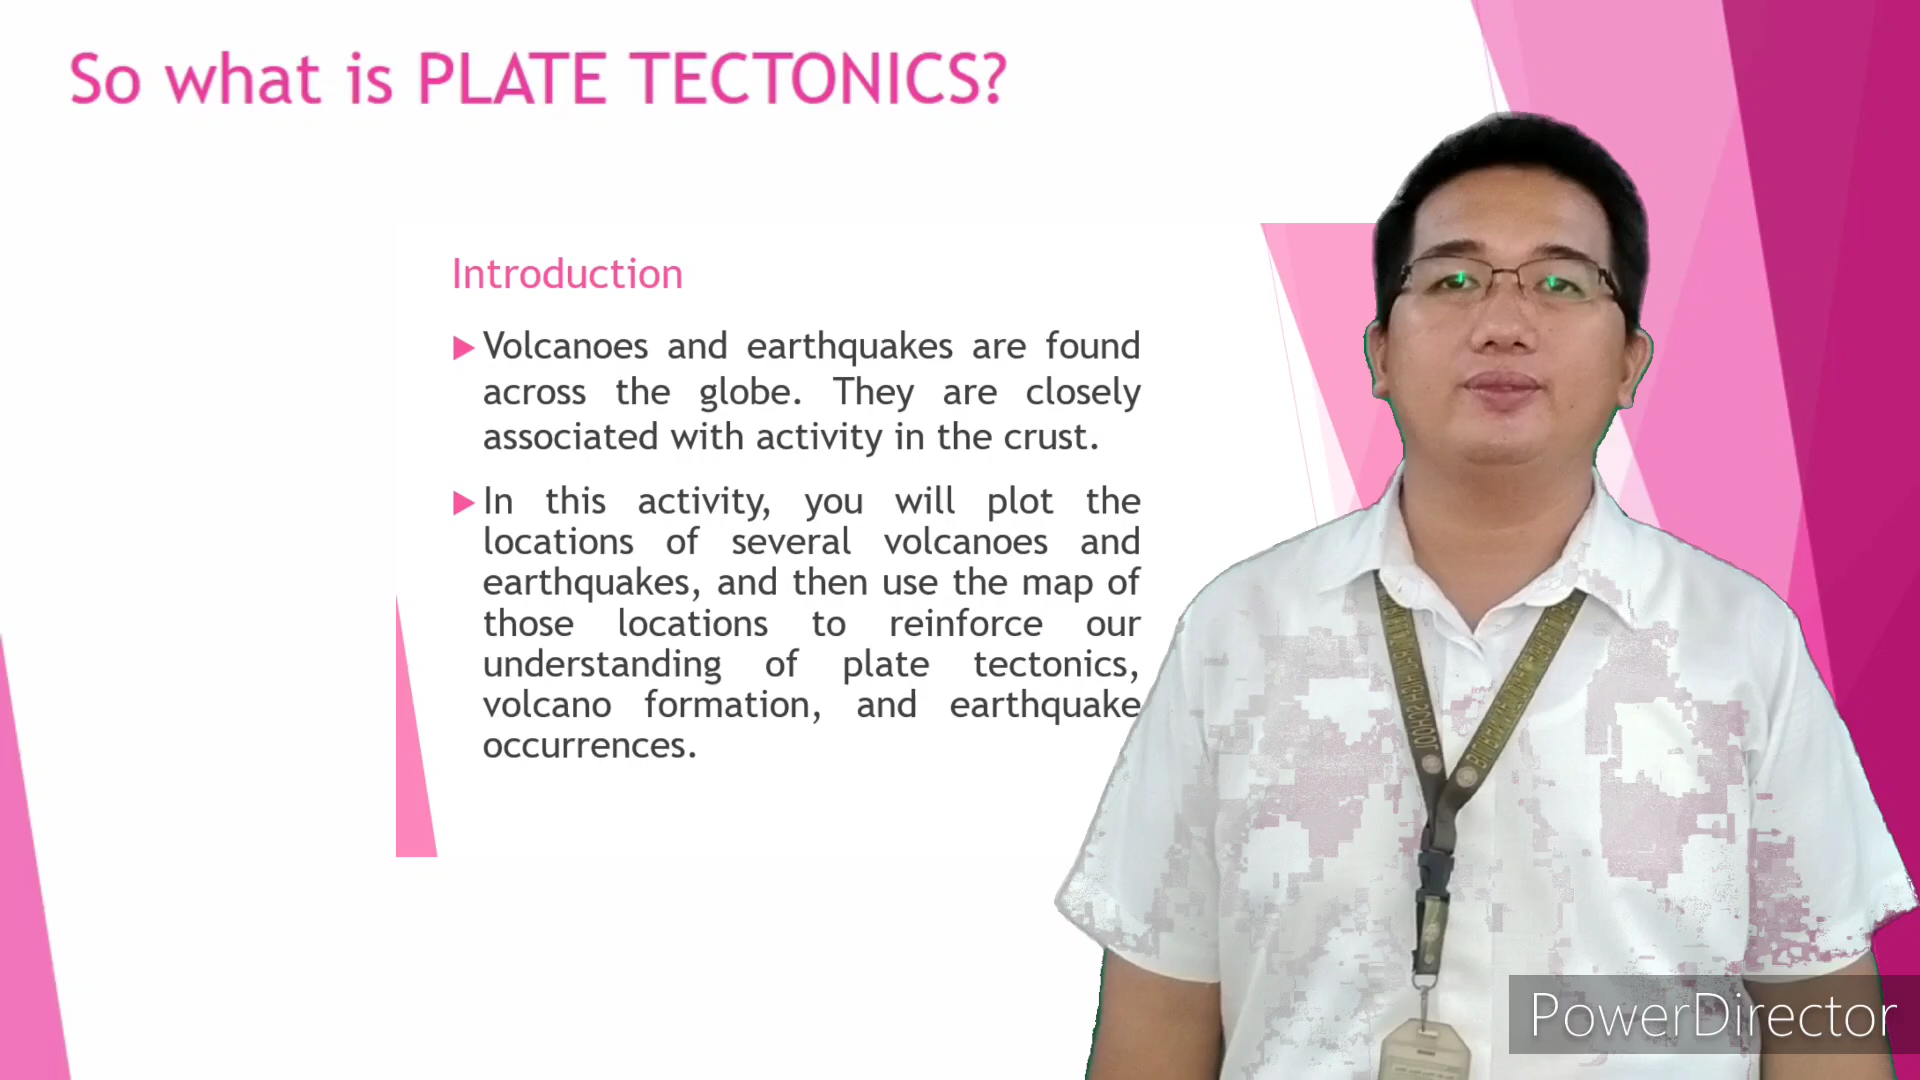 So what is PLATE TECTONICS?
Introduction
Volcanoes and earthquakes are found
across the globe. They are closely
associated with activity in the crust.
In this activity, you will plot the
locations of several volcanoes and
earthquakes, and then use the map of
those locations to reinforce our
understanding of plate tectonics,
volcano formation, and earthquake
occurrences.
HIGH SCHOOL
PowerDirector